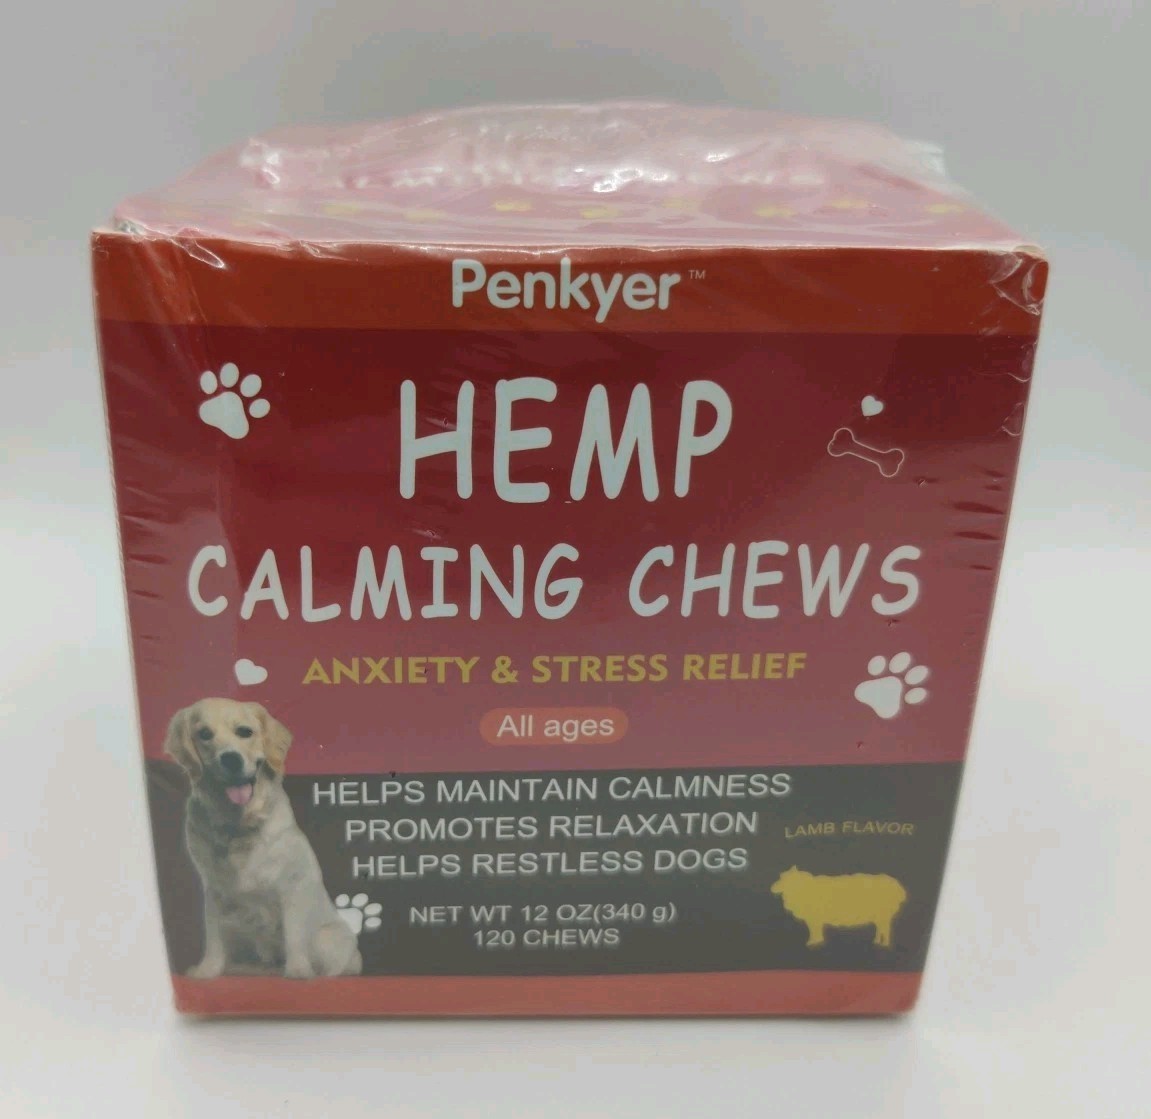 Penkyer™
HEMP
CALMING CHEWS
ANXIETY & STRESS RELIEF
All ages
HELPS MAINTAIN CALMNESS
PROMOTES RELAXATION
HELPS RESTLESS DOGS
LAMB FLAVOR
NET WT 12 OZ(340 g)
120 CHEWS